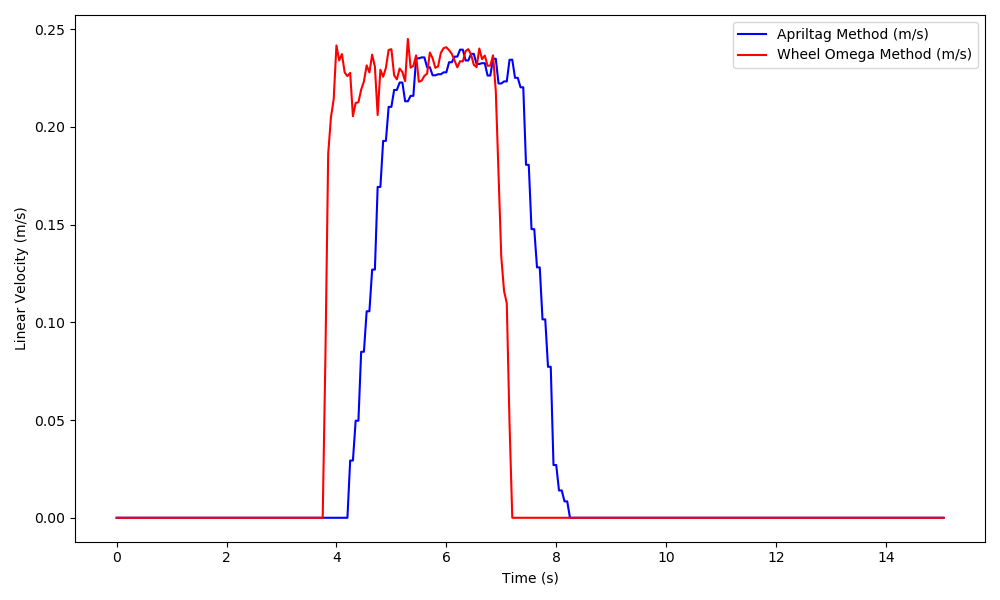 Apriltag Method (m/s)
Wheel Omega Method (m/s)
Linear Velocity (m/s)
0.25
0.20
0.15
0.10
0.05
0.00
0 2 4 6 8 10 12 14
Time (s)